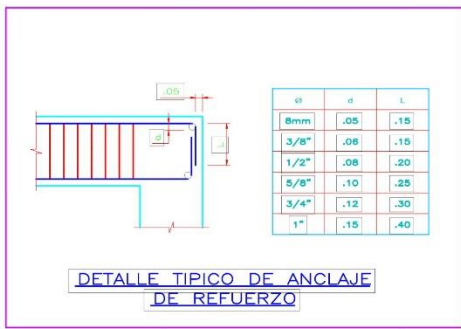 .05
d
L
Ø d L
8mm .05 .15
3/8" .06 .15
1/2" .08 .20
5/8" .10 .25
3/4" .12 .30
1" .15 .40
DETALLE TIPICO DE ANCLAJE
DE REFUERZO